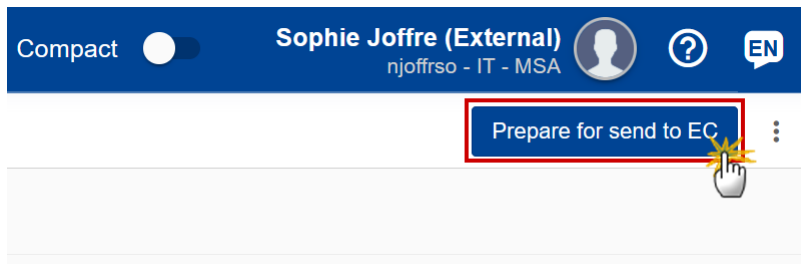 Compact
Sophie Joffre (External)
njoffrso - IT - MSA
?
EN
Prepare for send to EC